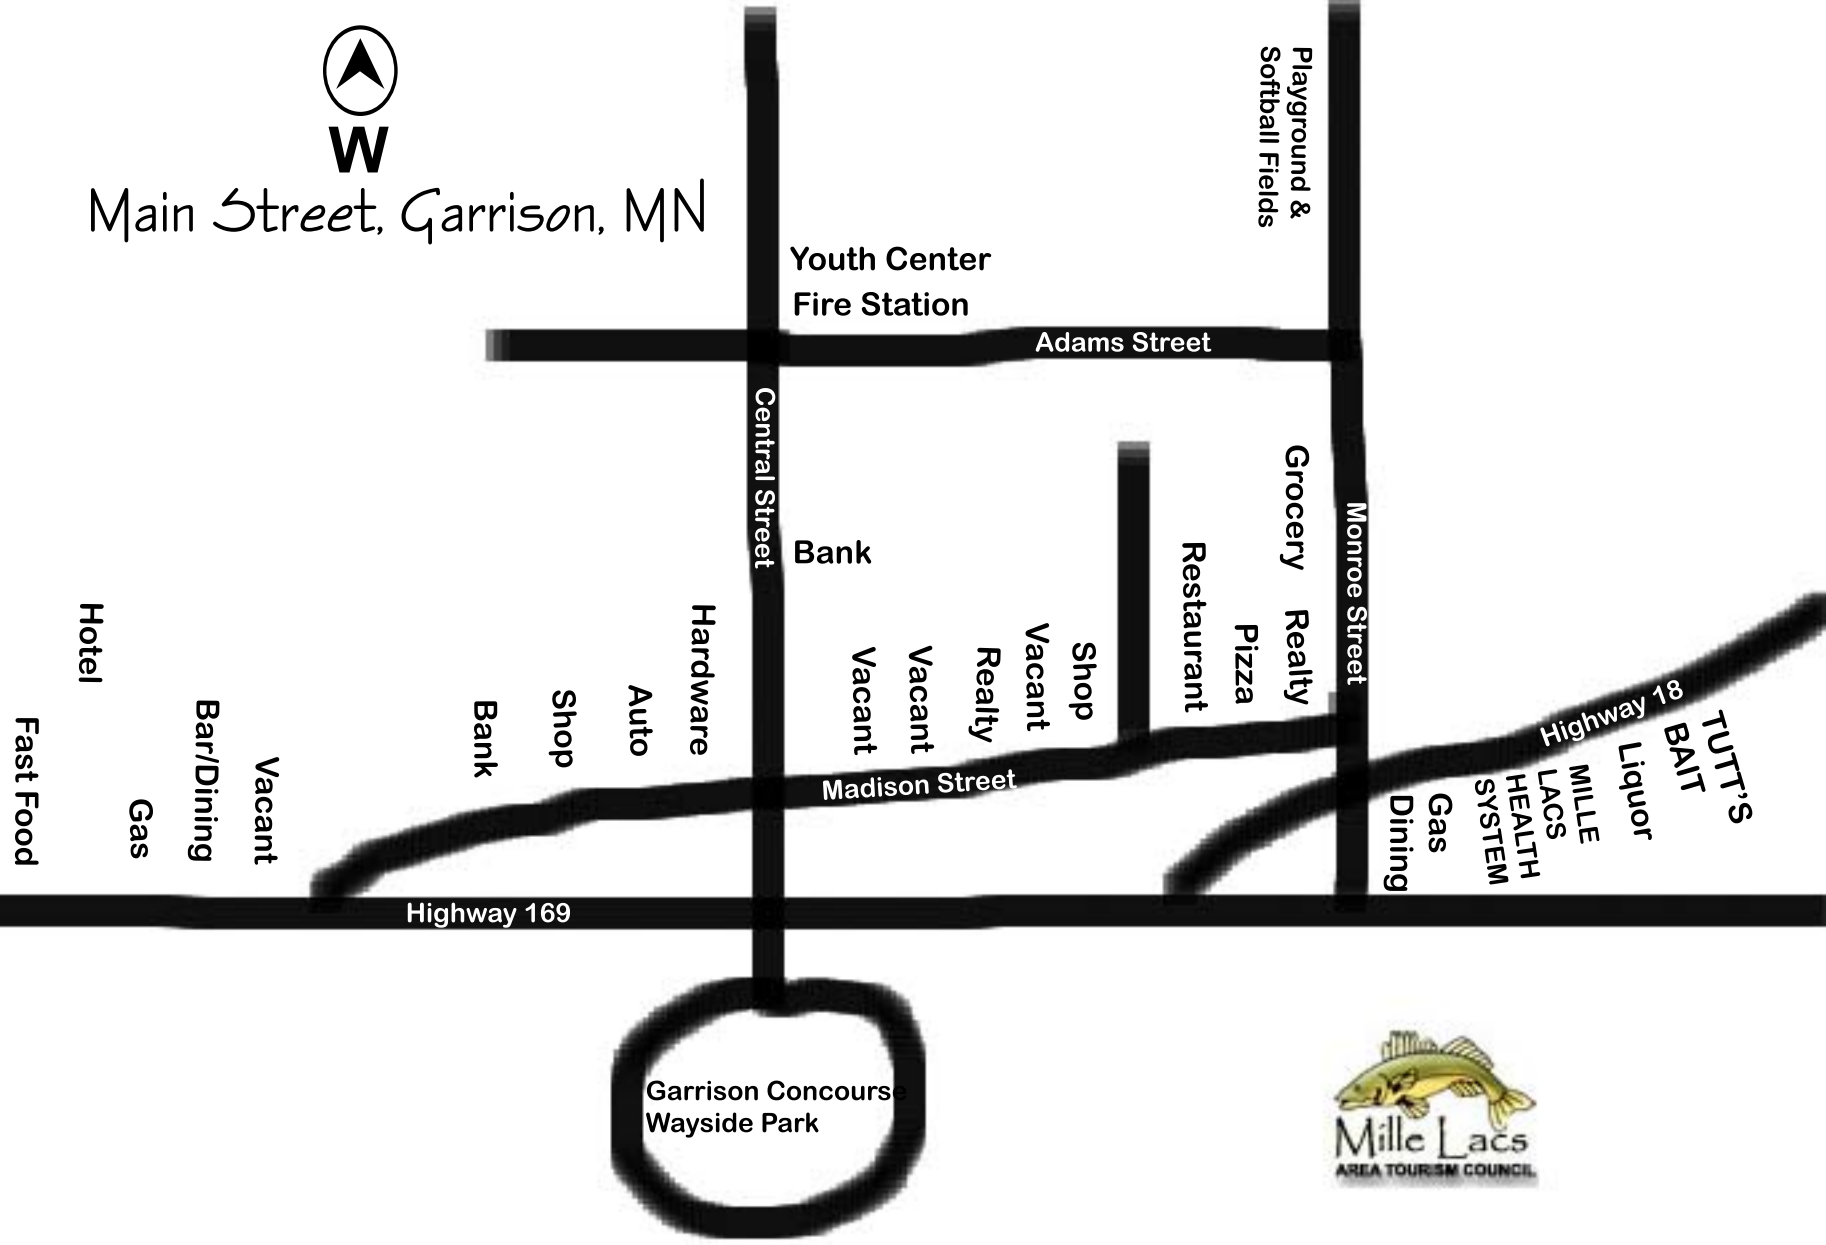 W
Main Street, Garrison, MN
Playground &
Softball Fields
Youth Center
Fire Station
Adams Street
Central Street
Bank
Monroe Street
Grocery
Fast Food
Hotel
Gas
Bar/Dining
Vacant
Bank
Shop
Auto
Hardware
Vacant
Vacant
Realty
Vacant
Shop
Restaurant
Pizza
Realty
Madison Street
Highway 18
Dining
Gas
MILLE
LACS
HEALTH
SYSTEM
Liquor
TUTT'S
BAIT
Highway 169
Garrison Concourse
Wayside Park
Mille Lacs
AREA TOURISM COUNCIL